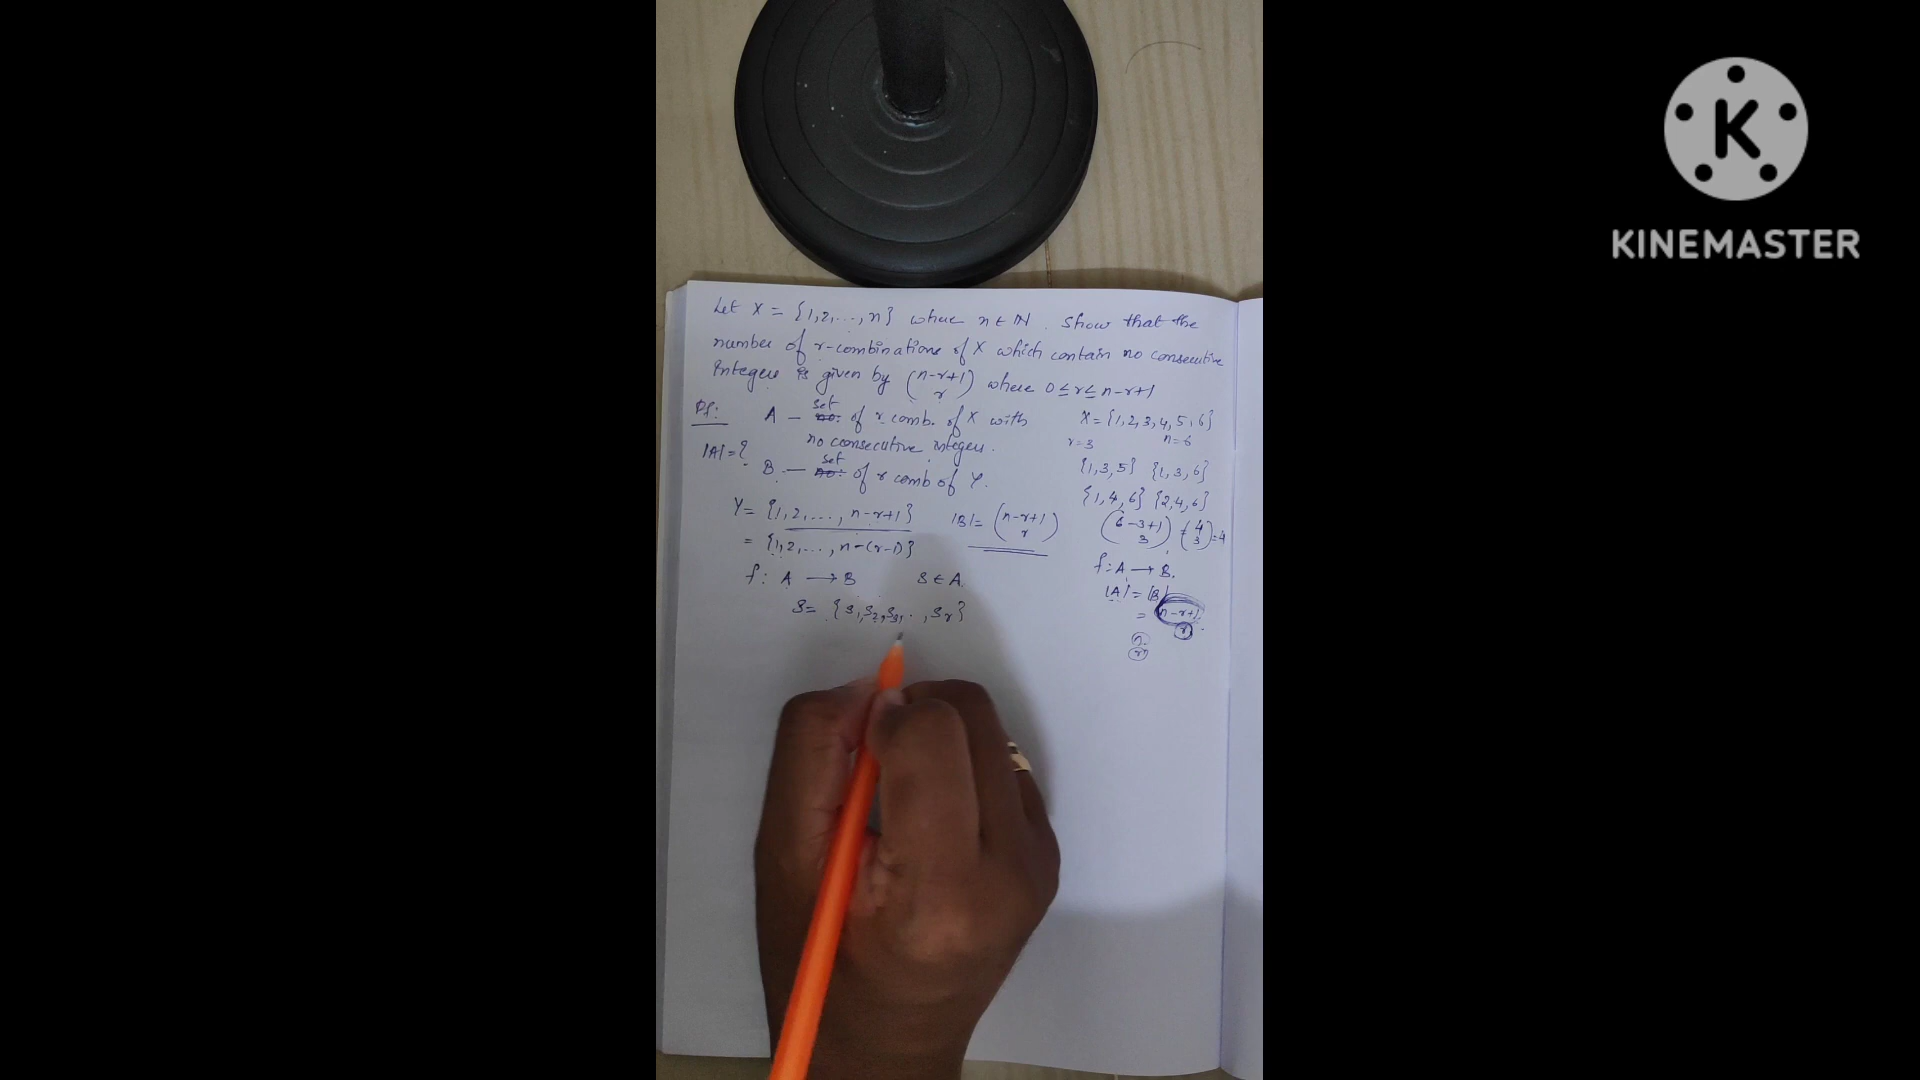 Let X = {1,2,...,n} where n ∈ ℕ. Show that the
number of r-combinations of X which contain no consecutive
integers is given by (n-r+1 r) where 0 ≤ r ≤ n-r+1
Pf:
A — set of r comb. of X with
no consecutive integers.
|A| = ?
B — set of r comb of Y.
Y = {1,2,..., n-r+1}
|B| = (n-r+1 r)
= {1,2,..., n-(r-1)}
f: A → B
s ∈ A.
S = {s₁, s₂, s₃, .., sᵣ}
X = {1,2,3,4,5,6}
r=3 n=6
{1,3,5} {1,3,6}
{1,4,6} {2,4,6}
(6-3+1 3) = (4 3) = 4
f: A → B.
|A| = |B|
= (n-r+1 r).
n
r
K
KINEMASTER